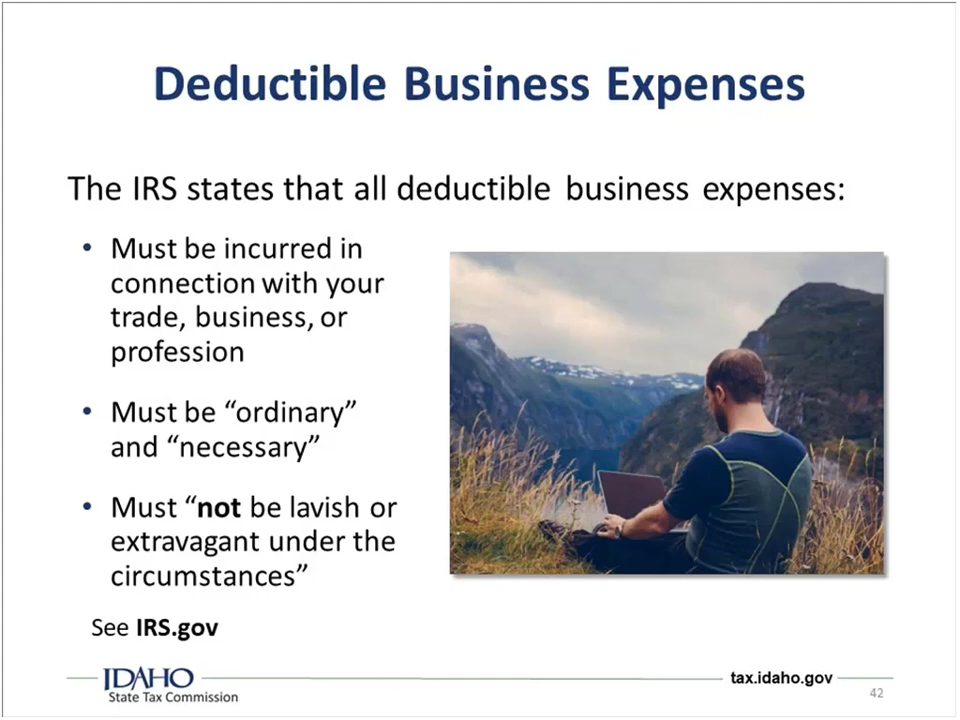 Deductible Business Expenses
The IRS states that all deductible business expenses:
• Must be incurred in
connection with your
trade, business, or
profession
• Must be “ordinary”
and “necessary”
• Must “not be lavish or
extravagant under the
circumstances”
See IRS.gov
IDAHO
State Tax Commission
tax.idaho.gov
42